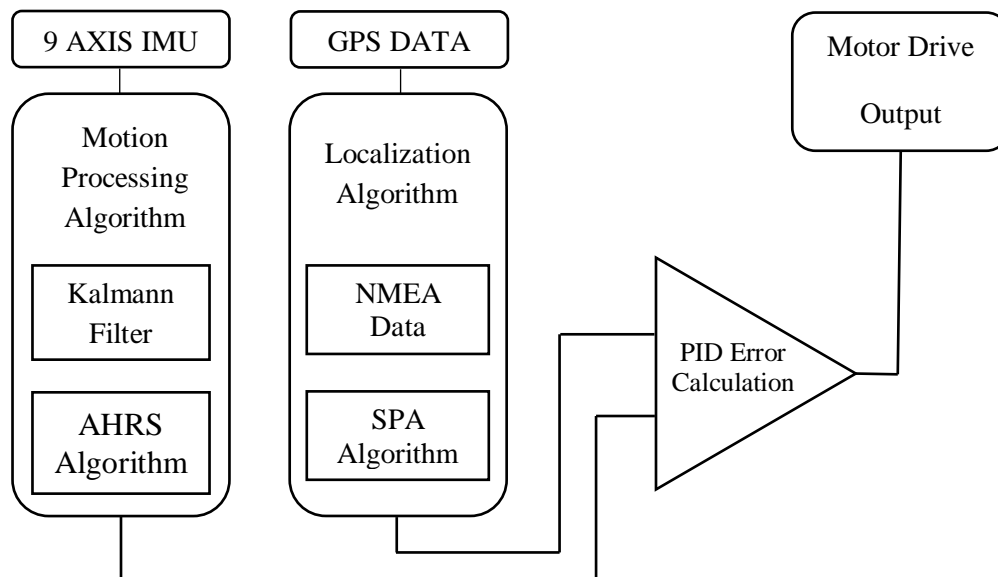 9 AXIS IMU
Motion
Processing
Algorithm
Kalmann
Filter
AHRS
Algorithm
GPS DATA
Localization
Algorithm
NMEA
Data
SPA
Algorithm
PID Error
Calculation
Motor Drive
Output